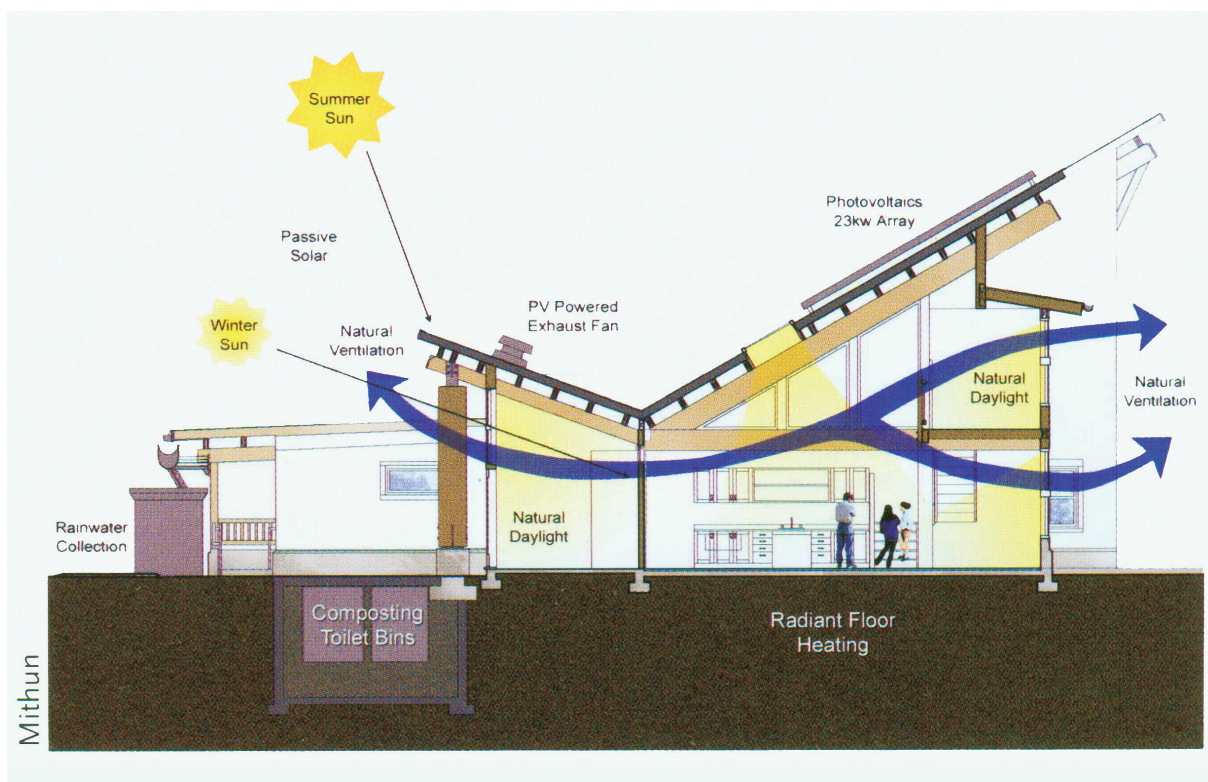 Summer
Sun
Passive
Solar
Photovoltaics
23kw Array
Winter
Sun
Natural
Ventilation
PV Powered
Exhaust Fan
Natural
Daylight
Natural
Ventilation
Rainwater
Collection
Natural
Daylight
Composting
Toilet Bins
Radiant Floor
Heating
Mithun